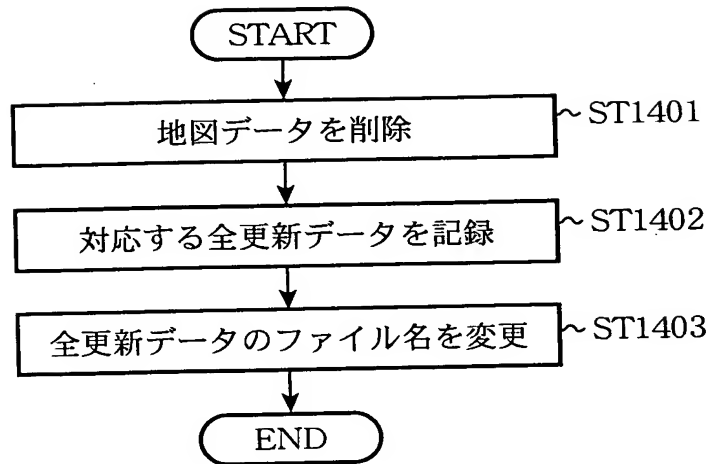 START
地図データを削除 ~ST1401
対応する全更新データを記録 ~ST1402
全更新データのファイル名を変更 ~ST1403
END